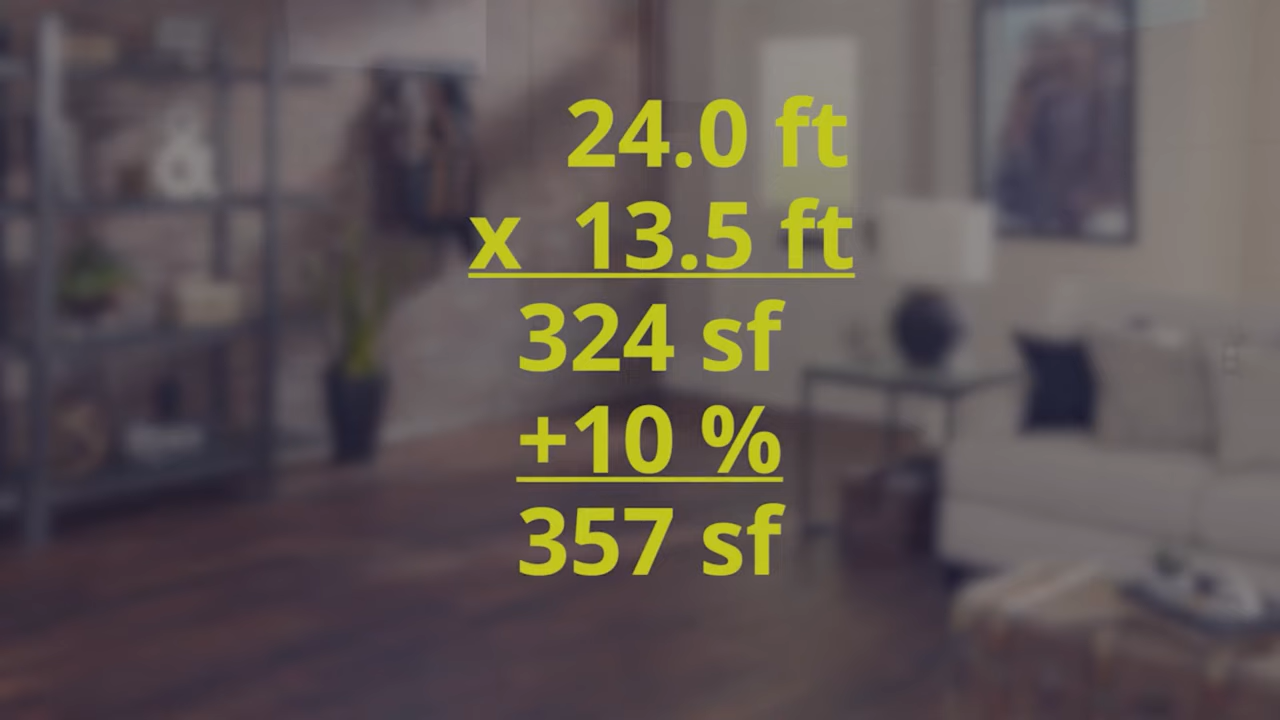 24.0 ft
x 13.5 ft
324 sf
+10 %
357 sf
&